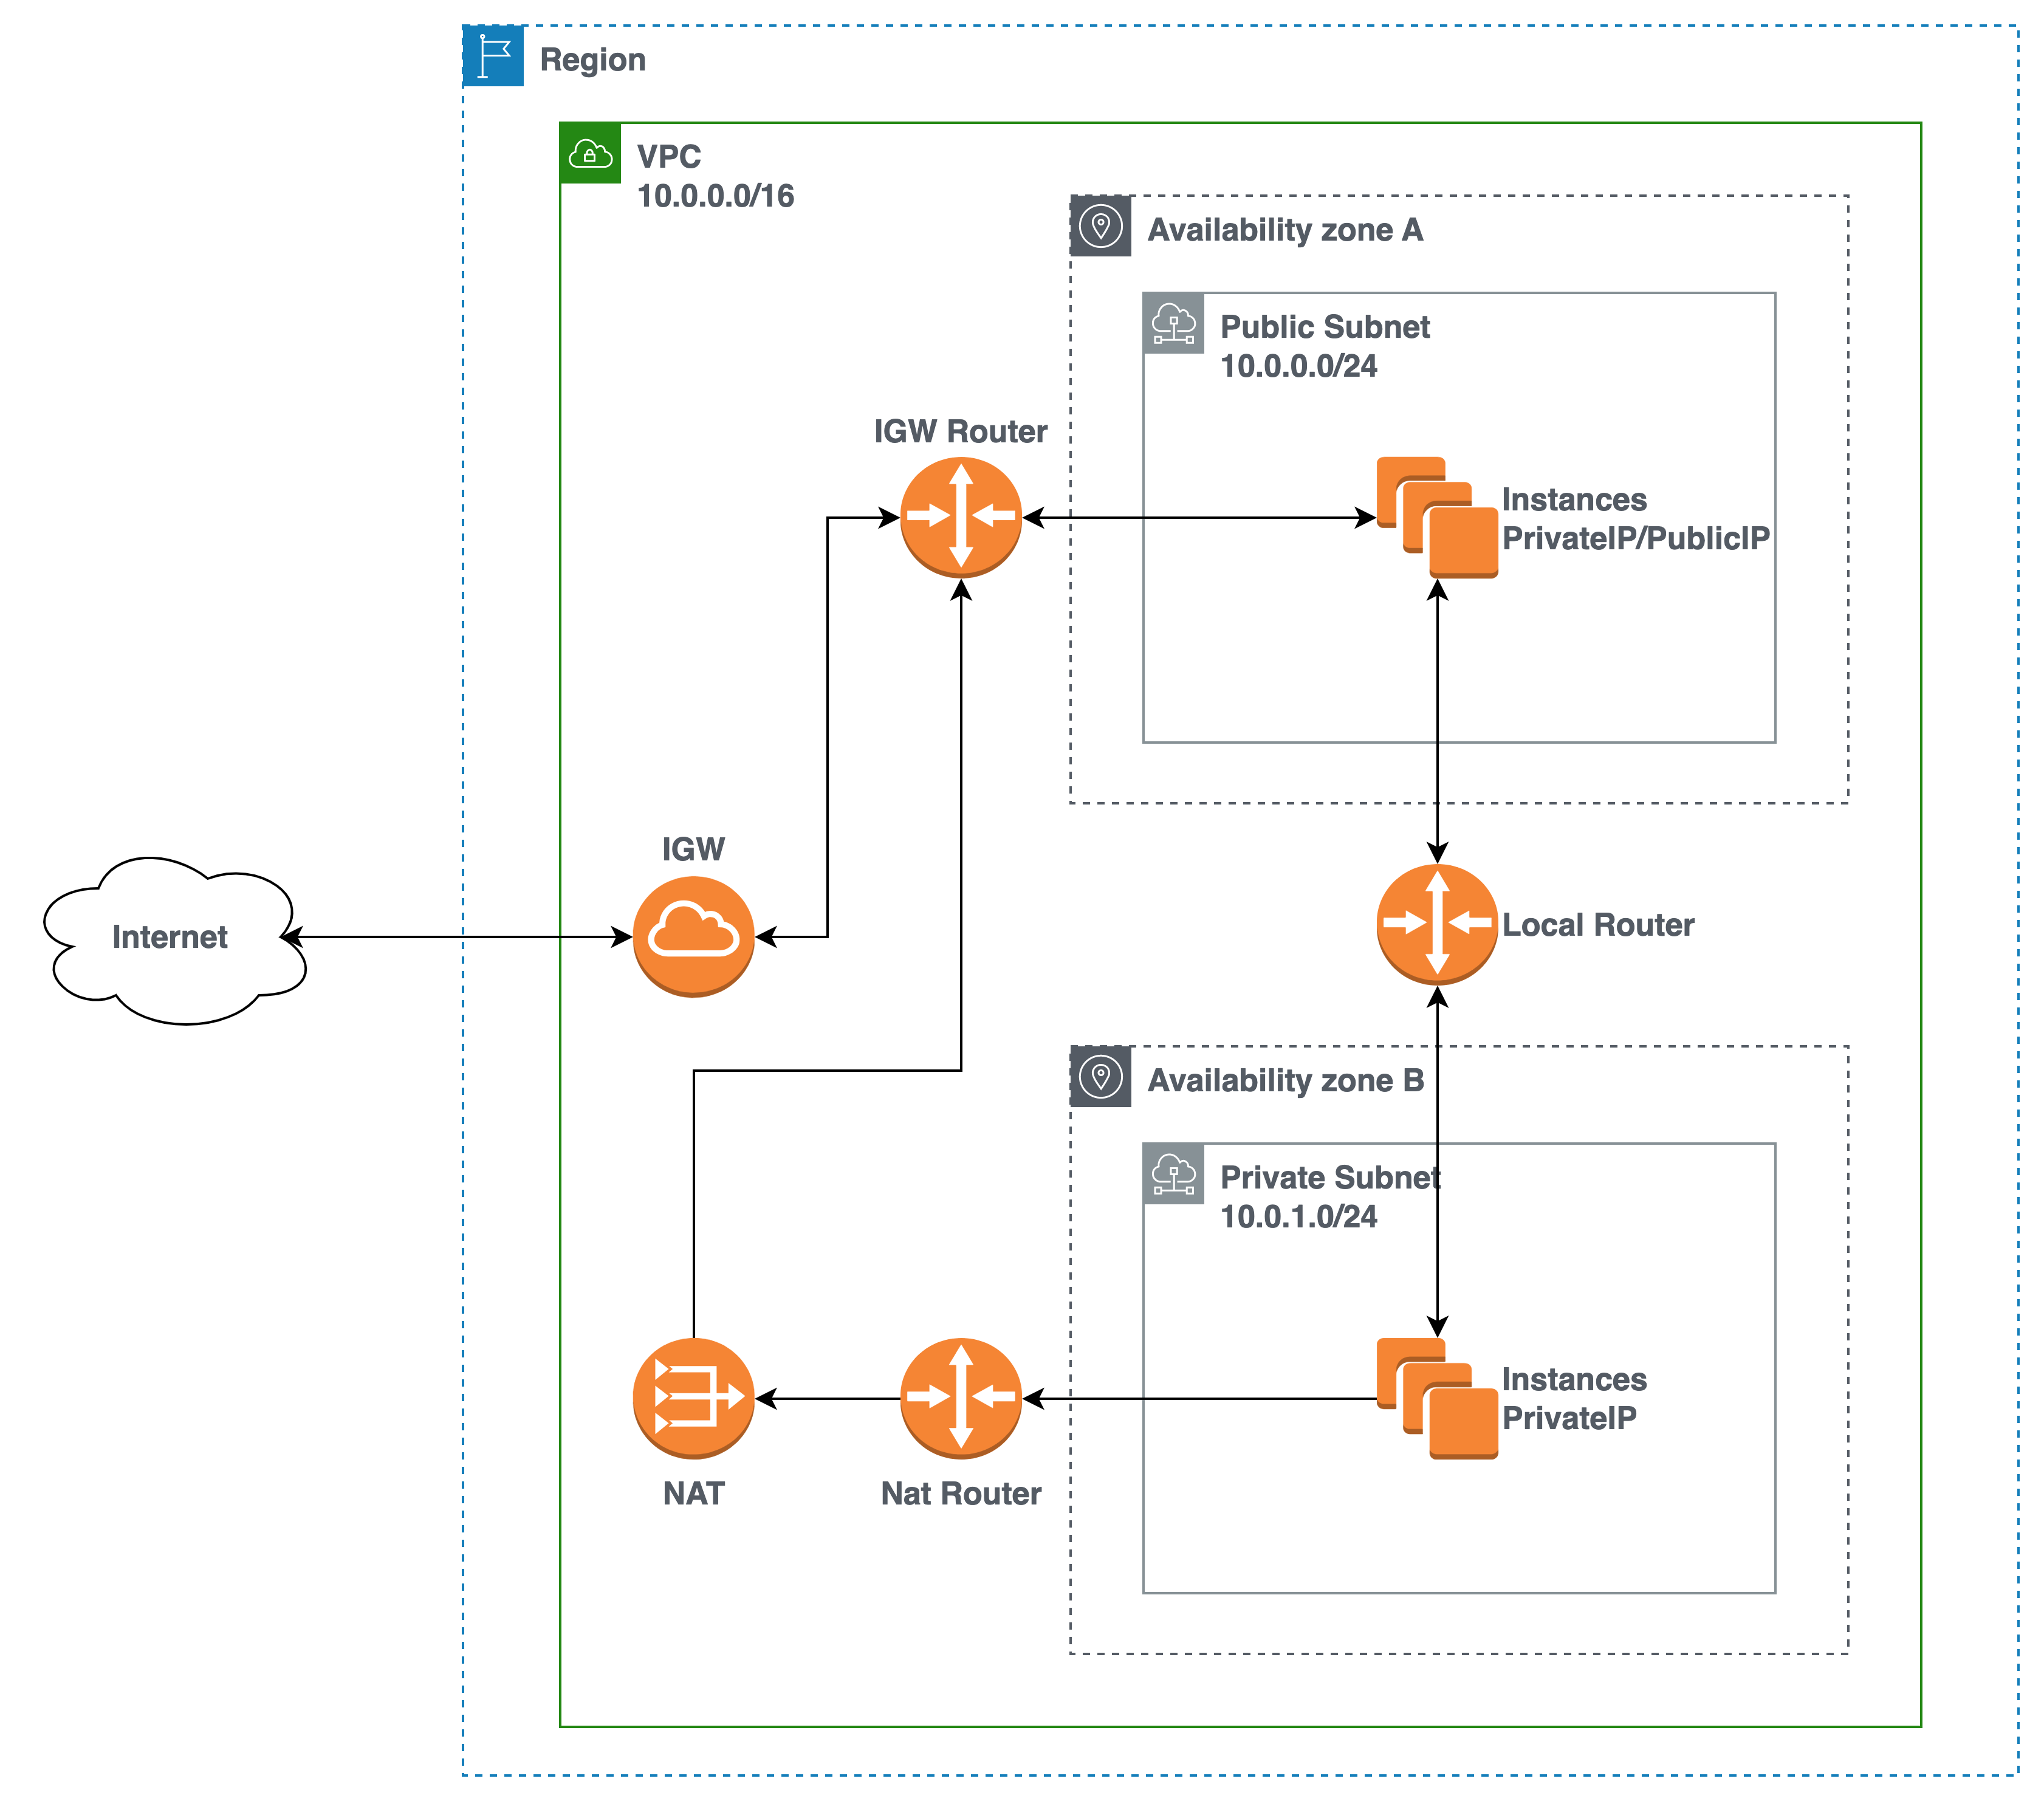 Region
VPC
10.0.0.0/16
Availability zone A
Public Subnet
10.0.0.0/24
IGW Router
Instances
PrivateIP/PublicIP
IGW
Internet
Local Router
Availability zone B
Private Subnet
10.0.1.0/24
Instances
PrivateIP
NAT
Nat Router